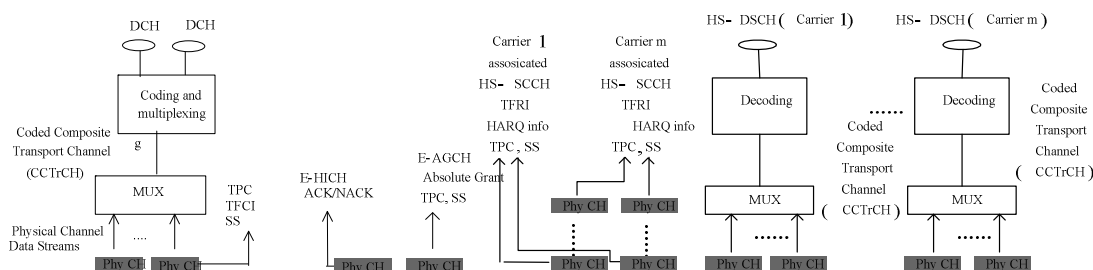 DCH DCH
Coding and
multiplexing
g
Coded Composite
Transport Channel
(CCTrCH)
MUX
TPC
TFCI
SS
Physical Channel
Data Streams
....
Phy CH Phy CH
E-HICH
ACK/NACK
Phy CH
E-AGCH
Absolute Grant
TPC, SS
Phy CH
Carrier 1
assosicated
HS- SCCH
TFRI
HARQ info
TPC, SS
Carrier m
assosicated
HS- SCCH
TFRI
HARQ info
TPC, SS
Phy CH Phy CH
Phy CH Phy CH
HS- DSCH( Carrier 1)
Decoding
......
Coded
Composite
Transport
Channel
( CCTrCH)
MUX
......
Phy CH Phy CH
HS- DSCH( Carrier m)
Decoding
Coded
Composite
Transport
Channel
( CCTrCH)
MUX
......
Phy CH Phy CH